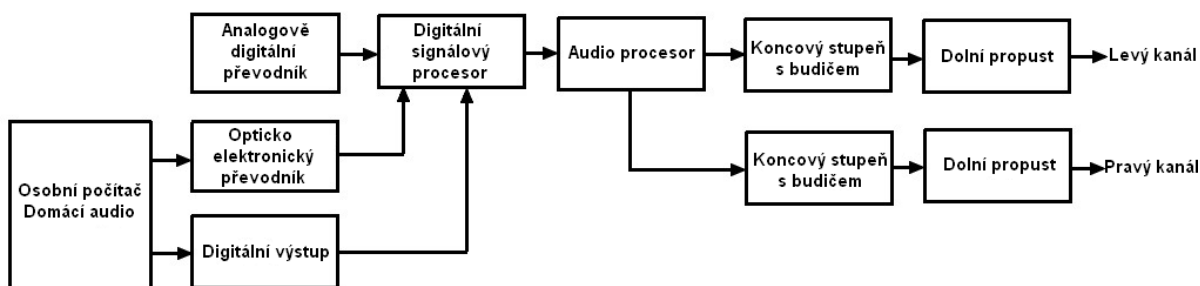 Analogově
digitální
převodník
Digitální
signálový
procesor
Audio procesor
Koncový stupeň
s budičem
Dolní propust
Levý kanál
Opticko
elektronický
převodník
Koncový stupeň
s budičem
Dolní propust
Pravý kanál
Osobní počítač
Domácí audio
Digitální výstup